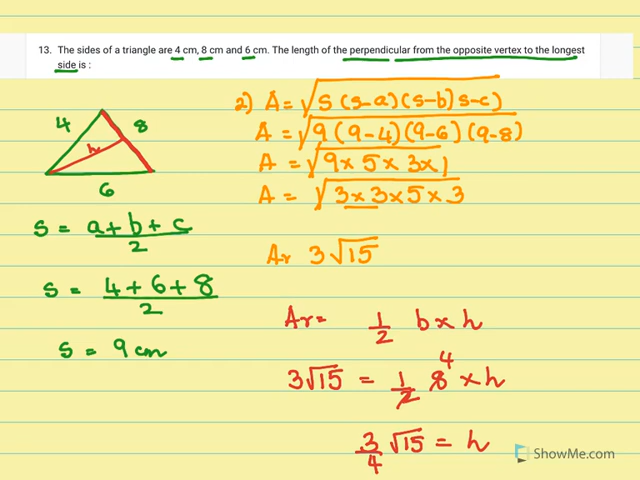 13. The sides of a triangle are 4 cm, 8 cm and 6 cm. The length of the perpendicular from the opposite vertex to the longest
side is :
4
8
h
6
s = a + b + c / 2
s = 4 + 6 + 8 / 2
s = 9 cm
2) A = √s (s-a) (s-b) s-c)
A = √9 (9-4) (9-6) (9-8)
A = √9 × 5 × 3 × 1
A = √3 × 3 × 5 × 3
Ar 3√15
Ar = 1/2 b × h
3√15 = 1/2 8 4 × h
3/4 √15 = h
ShowMe.com